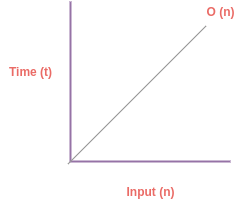 O (n)
Time (t)
Input (n)